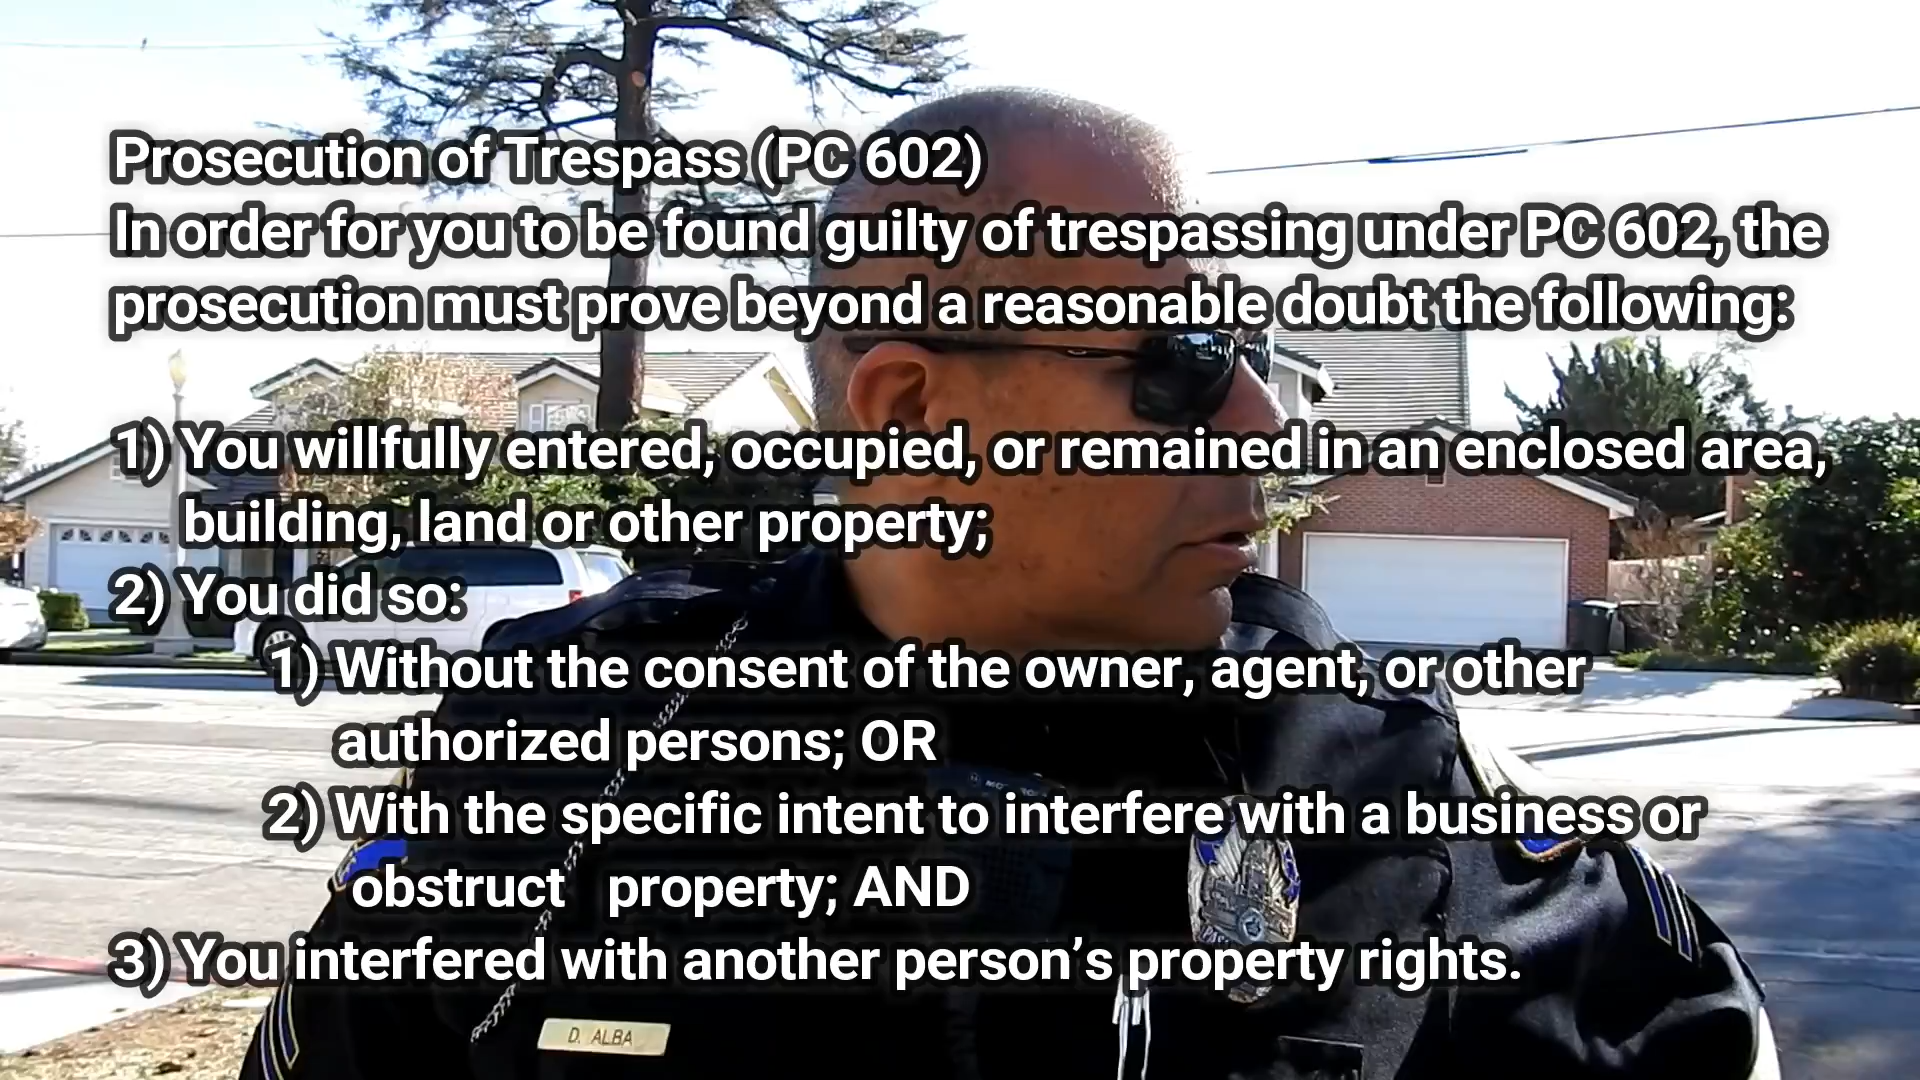 Prosecution of Trespass (PC 602)
In order for you to be found guilty of trespassing under PC 602, the
prosecution must prove beyond a reasonable doubt the following:
1) You willfully entered, occupied, or remained in an enclosed area,
building, land or other property;
2) You did so:
1) Without the consent of the owner, agent, or other
authorized persons; OR
2) With the specific intent to interfere with a business or
obstruct property; AND
3) You interfered with another person’s property rights.
D. ALBA